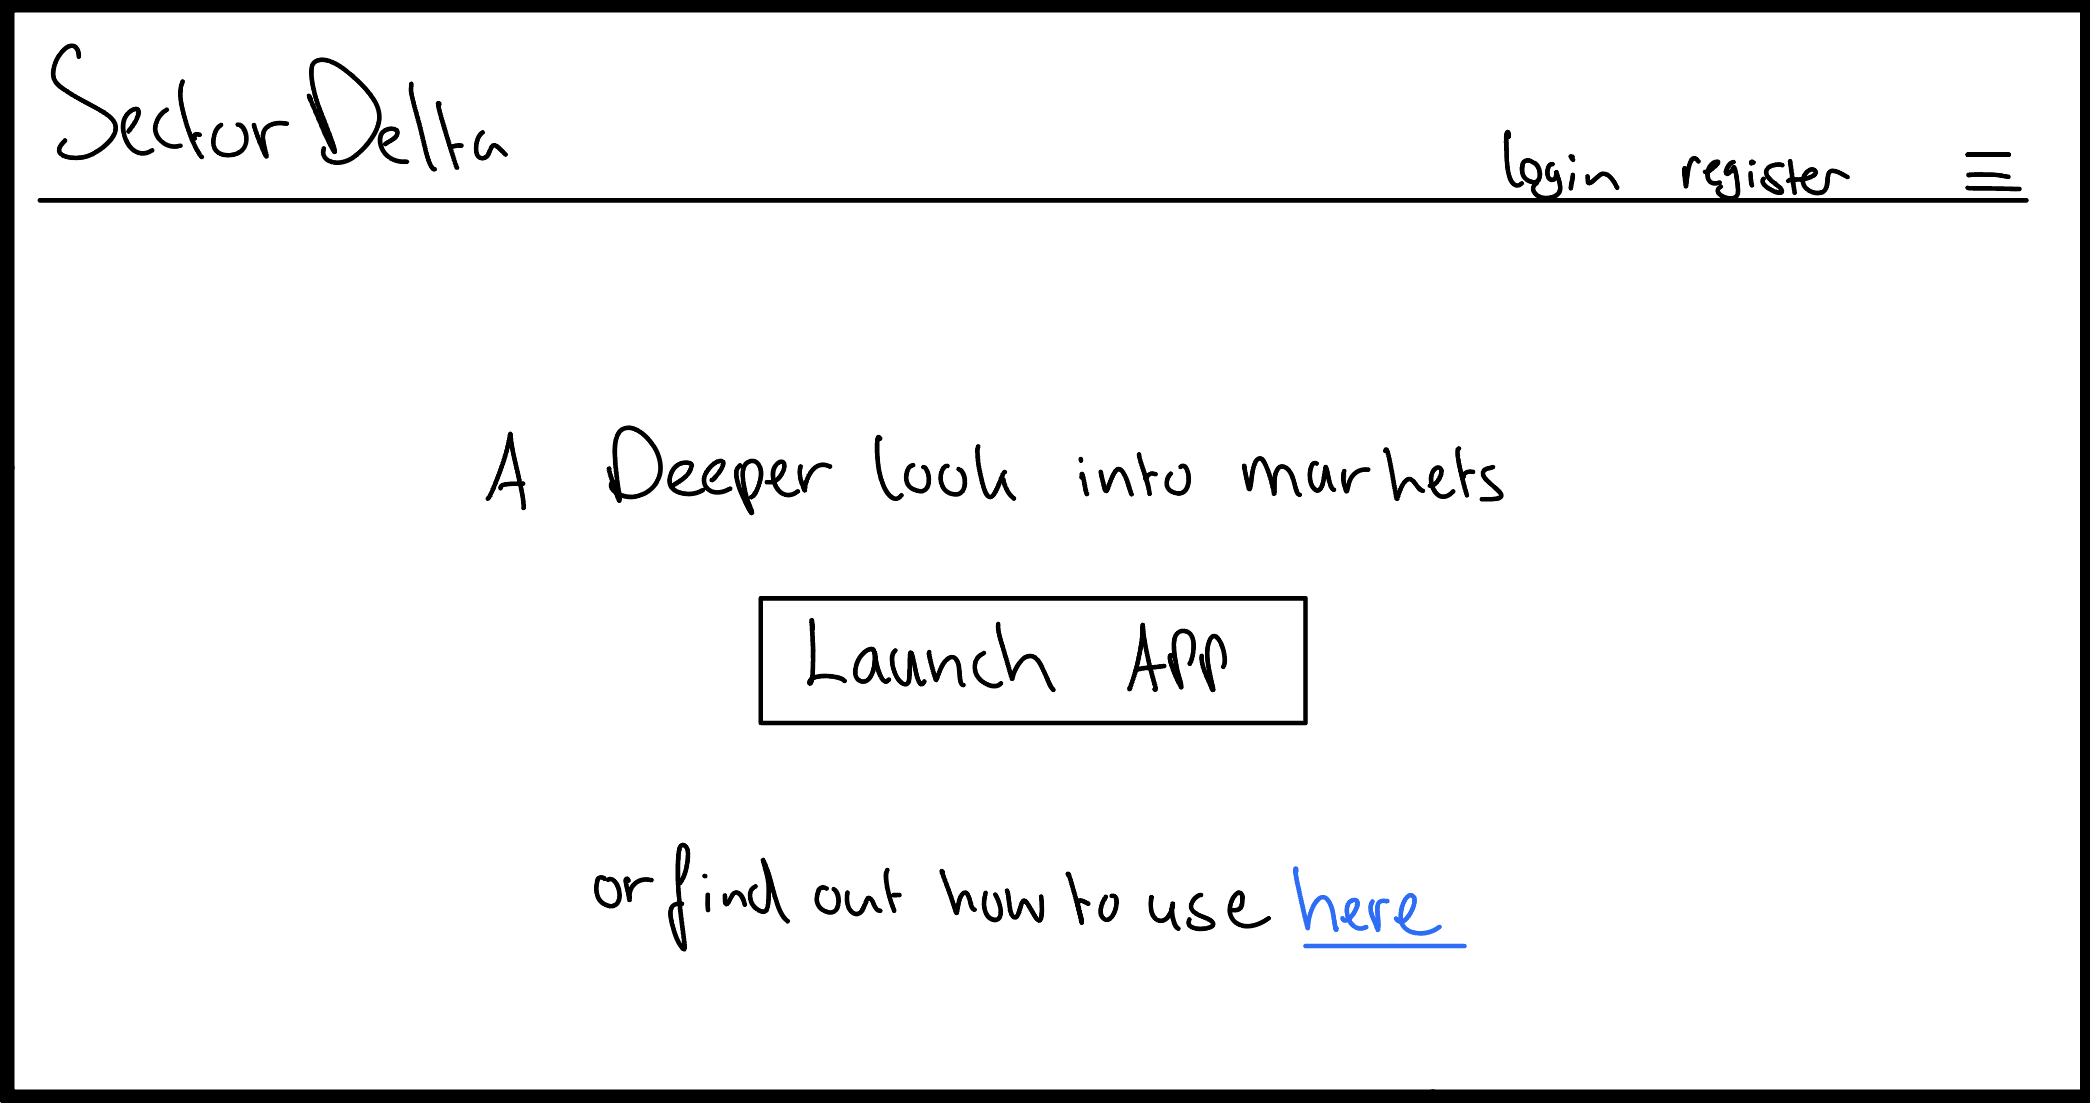 Sector Delta
login register
A Deeper look into markets
Launch App
or find out how to use here